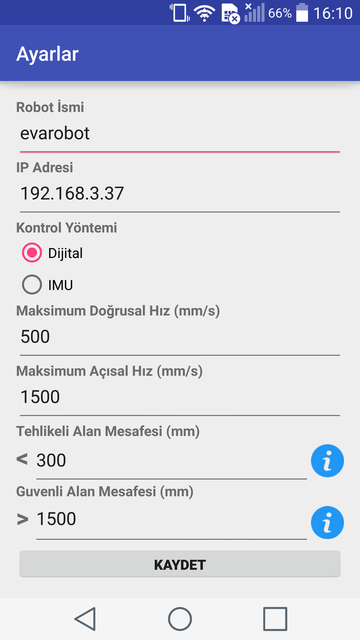 66% 16:10
Ayarlar
Robot İsmi
evarobot
IP Adresi
192.168.3.37
Kontrol Yöntemi
Dijital
IMU
Maksimum Doğrusal Hız (mm/s)
500
Maksimum Açısal Hız (mm/s)
1500
Tehlikeli Alan Mesafesi (mm)
< 300 i
Guvenli Alan Mesafesi (mm)
> 1500 i
KAYDET